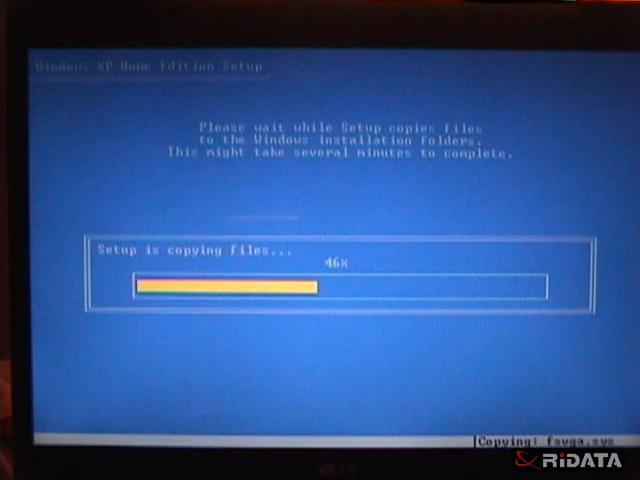 Windows XP Home Edition Setup
Please wait while Setup copies files
to the Windows installation folders.
This might take several minutes to complete.
Setup is copying files...
46%
Copying: fsvga.sys
acer
RiDATA